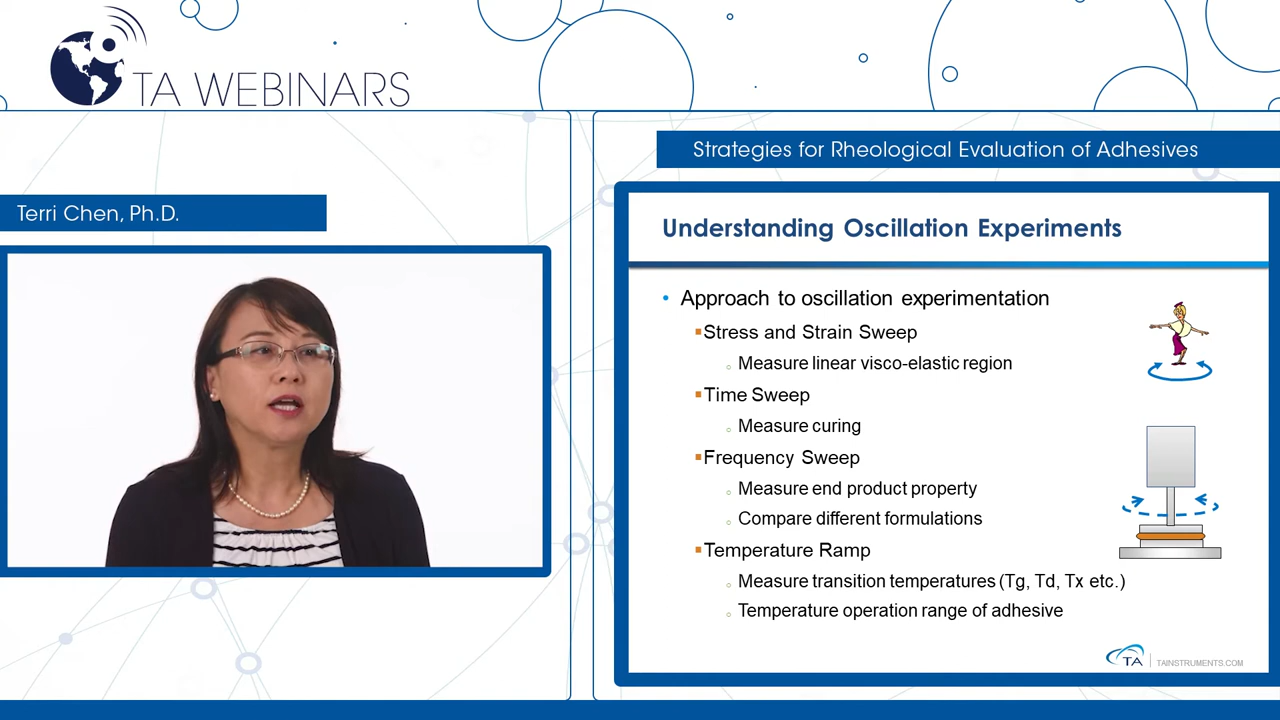 TA WEBINARS
Strategies for Rheological Evaluation of Adhesives
Terri Chen, Ph.D.
Understanding Oscillation Experiments
Approach to oscillation experimentation
Stress and Strain Sweep
Measure linear visco-elastic region
Time Sweep
Measure curing
Frequency Sweep
Measure end product property
Compare different formulations
Temperature Ramp
Measure transition temperatures (Tg, Td, Tx etc.)
Temperature operation range of adhesive
TA
TAINSTRUMENTS.COM